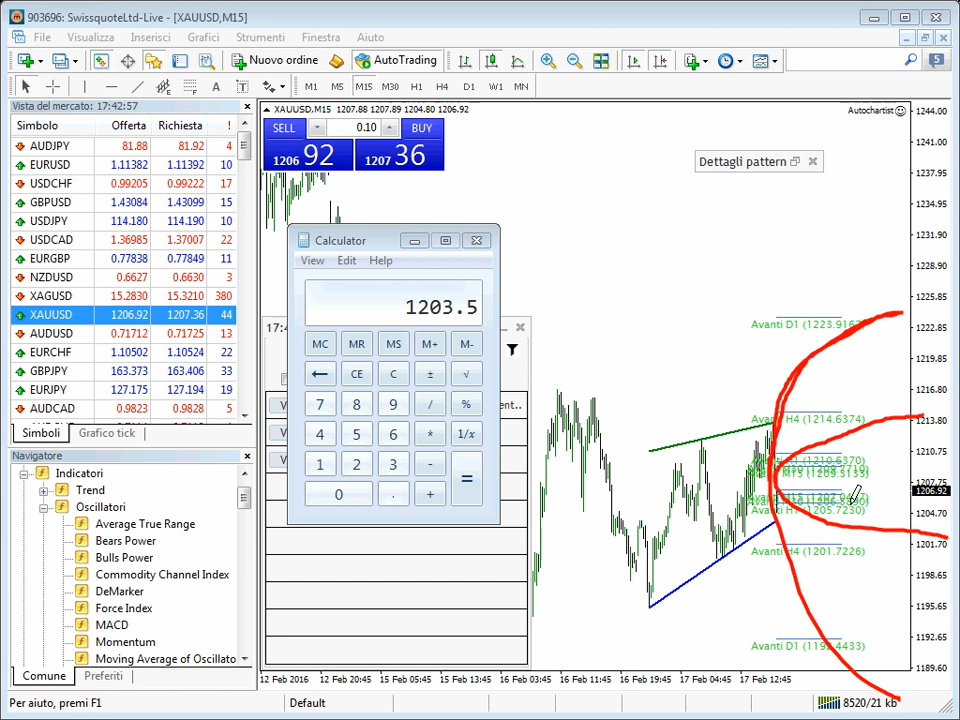 903696: SwissquoteLtd-Live - [XAUUSD,M15]
File Visualizza Inserisci Grafici Strumenti Finestra Aiuto
Nuovo ordine AutoTrading 5
A T M1 M5 M15 M30 H1 H4 D1 W1 MN
Vista del mercato: 17:42:57
Simbolo Offerta Richiesta !
AUDJPY 81.88 81.92 4
EURUSD 1.11382 1.11392 10
USDCHF 0.99205 0.99222 17
GBPUSD 1.43084 1.43099 15
USDJPY 114.180 114.190 10
USDCAD 1.36985 1.37007 22
EURGBP 0.77838 0.77849 11
NZDUSD 0.6627 0.6630 3
XAGUSD 15.2830 15.3210 380
XAUUSD 1206.92 1207.36 44
AUDUSD 0.71712 0.71725 13
EURCHF 1.10502 1.10524 22
GBPJPY 163.373 163.406 33
EURJPY 127.175 127.194 19
AUDCAD 0.9823 0.9828 5
Simboli Grafico tick
Navigatore
Indicatori
Trend
Oscillatori
Average True Range
Bears Power
Bulls Power
Commodity Channel Index
DeMarker
Force Index
MACD
Momentum
Moving Average of Oscillato
Comune Preferiti
XAUUSD,M15 1207.88 1207.89 1204.80 1206.92
Autochartist
SELL 0.10 BUY
1206 92 1207 36
Dettagli pattern
Calculator
View Edit Help
1203.5
MC MR MS M+ M-
← CE C ± √
7 8 9 / %
4 5 6 * 1/x
1 2 3 - =
0 . +
17:4
V
V
V
ent..
Avanti D1 (1223.916
Avanti H4 (1214.6374)
Avanti H1 (1205.7230)
Avanti H4 (1201.7226)
Avanti D1 (1192.4433)
1244.00
1241.00
1237.95
1234.95
1231.90
1228.90
1225.85
1222.85
1219.85
1216.80
1213.80
1210.75
1207.75
1206.92
1204.70
1201.70
1198.65
1195.65
1192.65
1189.60
12 Feb 2016 12 Feb 20:45 15 Feb 05:45 15 Feb 13:45 16 Feb 03:45 16 Feb 11:45 16 Feb 19:45 17 Feb 04:45 17 Feb 12:45
Per aiuto, premi F1 Default 8520/21 kb